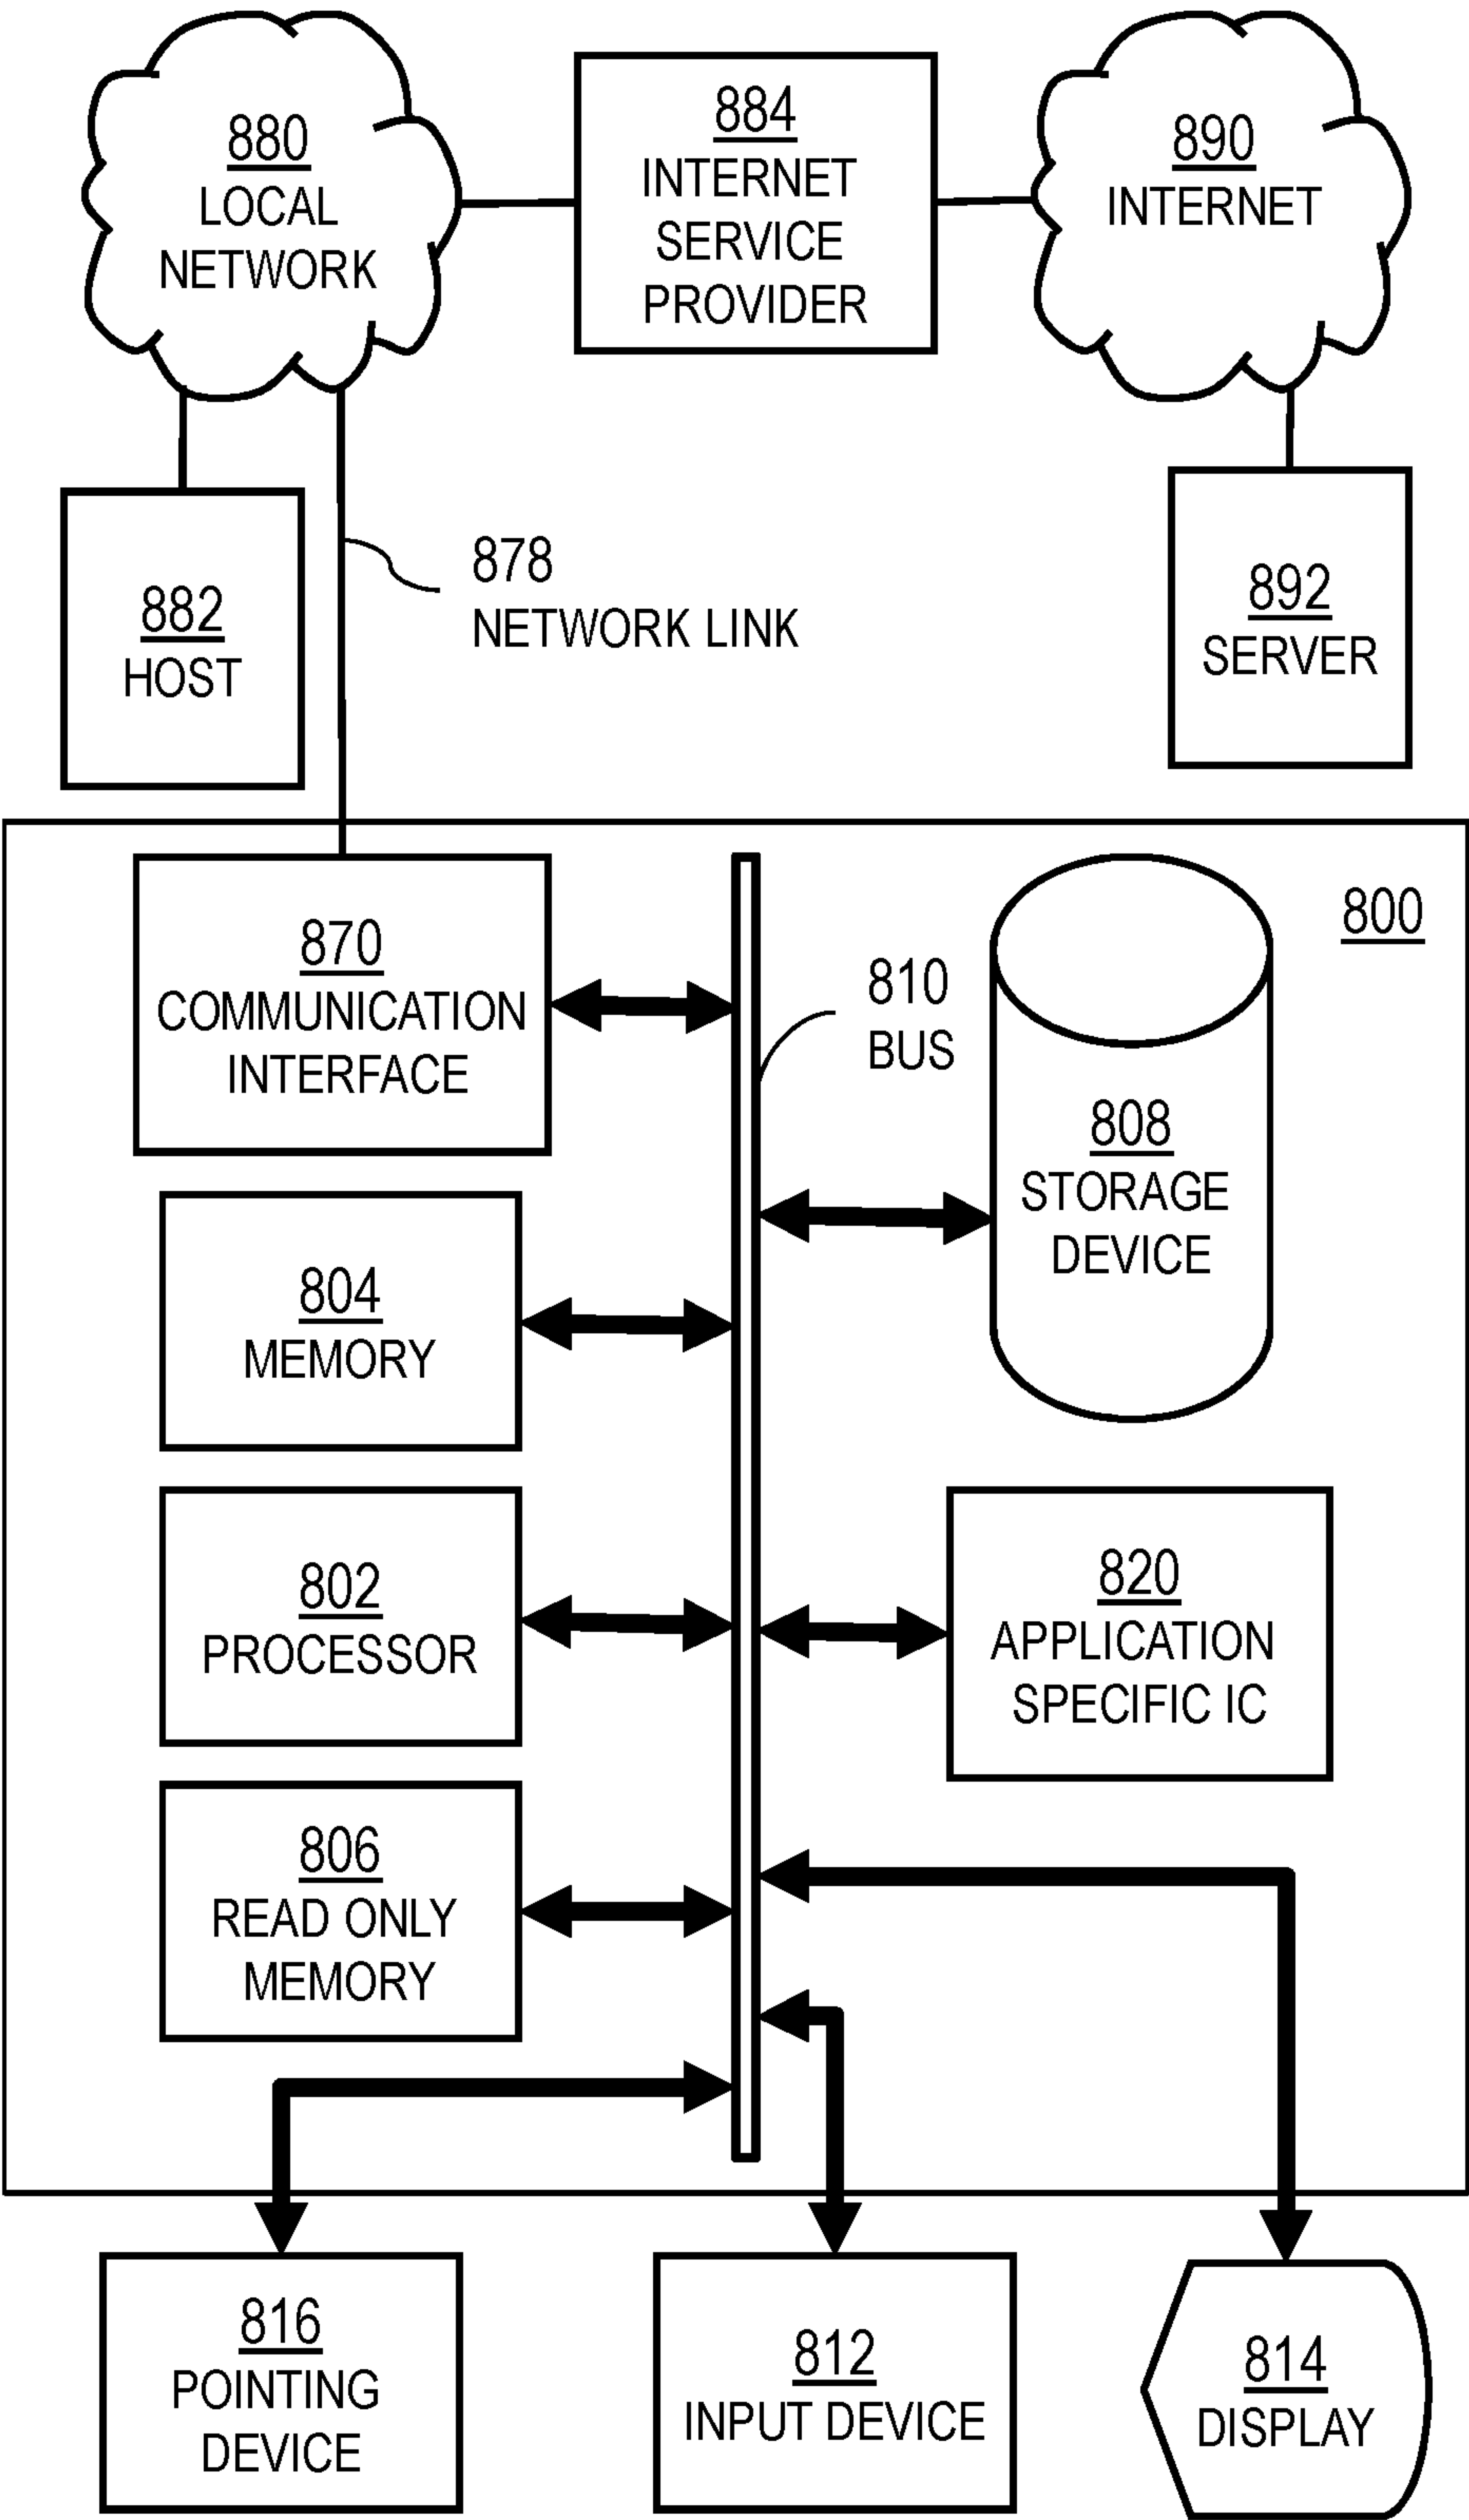 880
LOCAL
NETWORK
884
INTERNET
SERVICE
PROVIDER
890
INTERNET
882
HOST
878
NETWORK LINK
892
SERVER
800
870
COMMUNICATION
INTERFACE
810
BUS
808
STORAGE
DEVICE
804
MEMORY
802
PROCESSOR
820
APPLICATION
SPECIFIC IC
806
READ ONLY
MEMORY
816
POINTING
DEVICE
812
INPUT DEVICE
814
DISPLAY